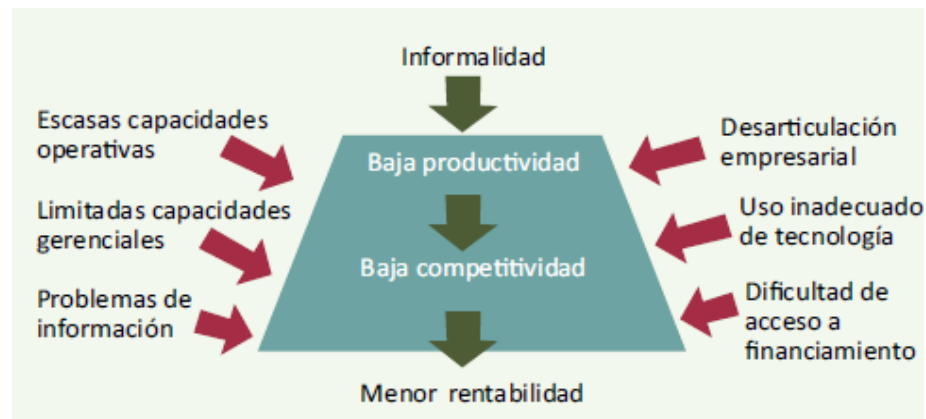 Informalidad
Escasas capacidades
operativas
Limitadas capacidades
gerenciales
Problemas de
información
Baja productividad
Baja competitividad
Desarticulación
empresarial
Uso inadecuado
de tecnología
Dificultad de
acceso a
financiamiento
Menor rentabilidad